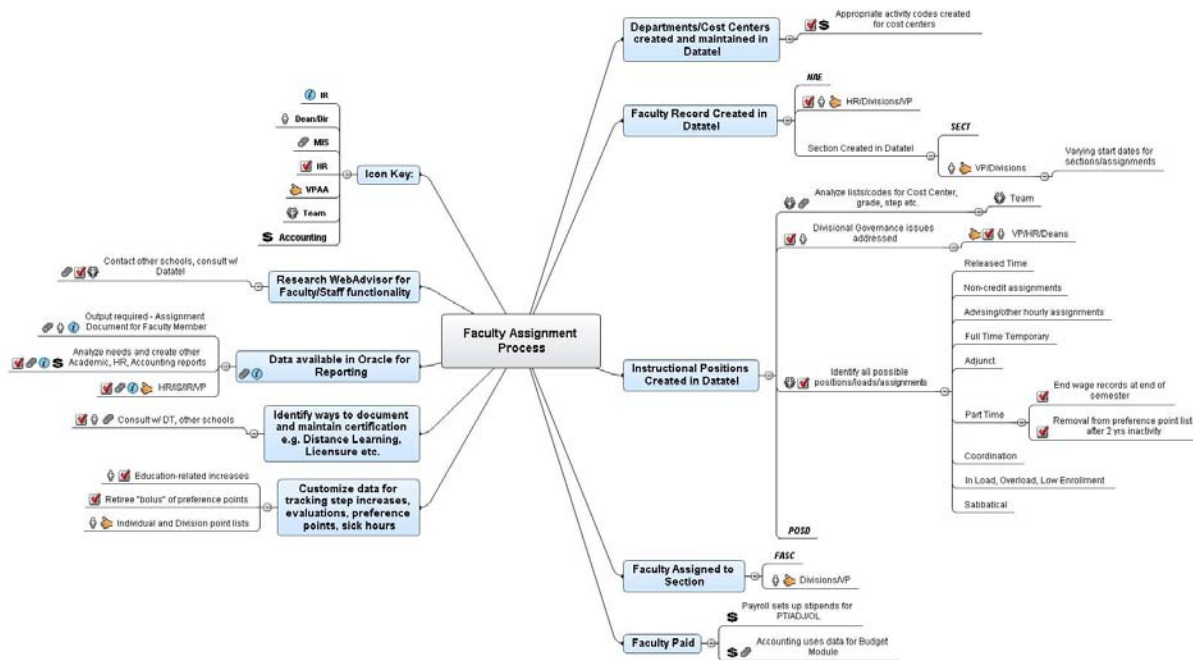 Faculty Assignment
Process
Departments/Cost Centers
created and maintained in
Datatel
Appropriate activity codes created
for cost centers
Faculty Record Created in
Datatel
NAE
HR/Divisions/VP
Section Created in Datatel
SECT
VP/Divisions
Varying start dates for
sections/assignments
Instructional Positions
Created in Datatel
Analyze lists/codes for Cost Center,
grade, step etc.
Team
Divisional Governance issues
addressed
VP/HR/Deans
Identify all possible
positions/loads/assignments
Released Time
Non-credit assignments
Advising/other hourly assignments
Full Time Temporary
Adjunct
Part Time
End wage records at end of
semester
Removal from preference point list
after 2 yrs inactivity
Coordination
In Load, Overload, Low Enrollment
Sabbatical
POSD
Faculty Assigned to
Section
FASC
Divisions/VP
Faculty Paid
Payroll sets up stipends for
PT/ADJ/OL
Accounting uses data for Budget
Module
Icon Key:
IR
Dean/Dir
MIS
HR
VPAA
Team
$ Accounting
Research WebAdvisor for
Faculty/Staff functionality
Contact other schools, consult w/
Datatel
Data available in Oracle for
Reporting
Output required - Assignment
Document for Faculty Member
Analyze needs and create other
Academic, HR, Accounting reports
HR/IS/IR/VP
Identify ways to document
and maintain certification
e.g. Distance Learning,
Licensure etc.
Consult w/ DT, other schools
Customize data for
tracking step increases,
evaluations, preference
points, sick hours
Education-related increases
Retiree "bolus" of preference points
Individual and Division point lists